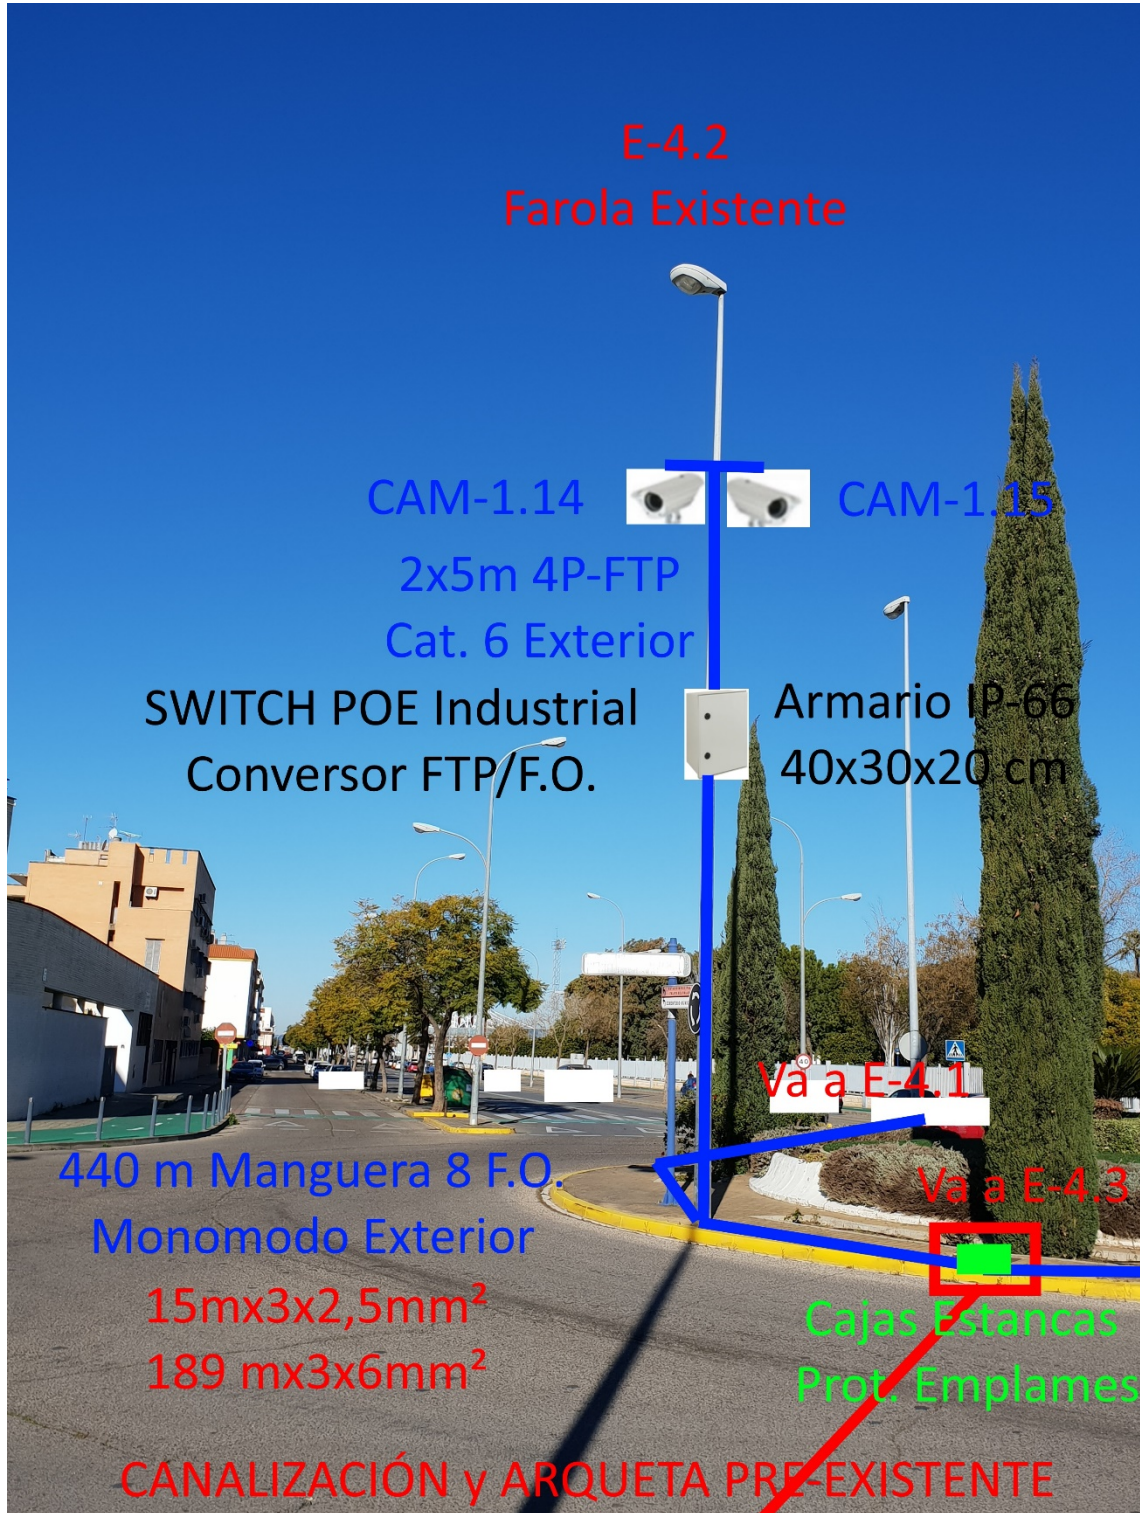 E-4.2
Farola Existente
CAM-1.14
CAM-1.15
2x5m 4P-FTP
Cat. 6 Exterior
SWITCH POE Industrial
Conversor FTP/F.O.
Armario IP-66
40x30x20 cm
40
Va a E-4.1
440 m Manguera 8 F.O.
Monomodo Exterior
Va a E-4.3
15mx3x2,5mm²
189 mx3x6mm²
Cajas Estancas
Prot. Emplames
CANALIZACIÓN y ARQUETA PRE-EXISTENTE